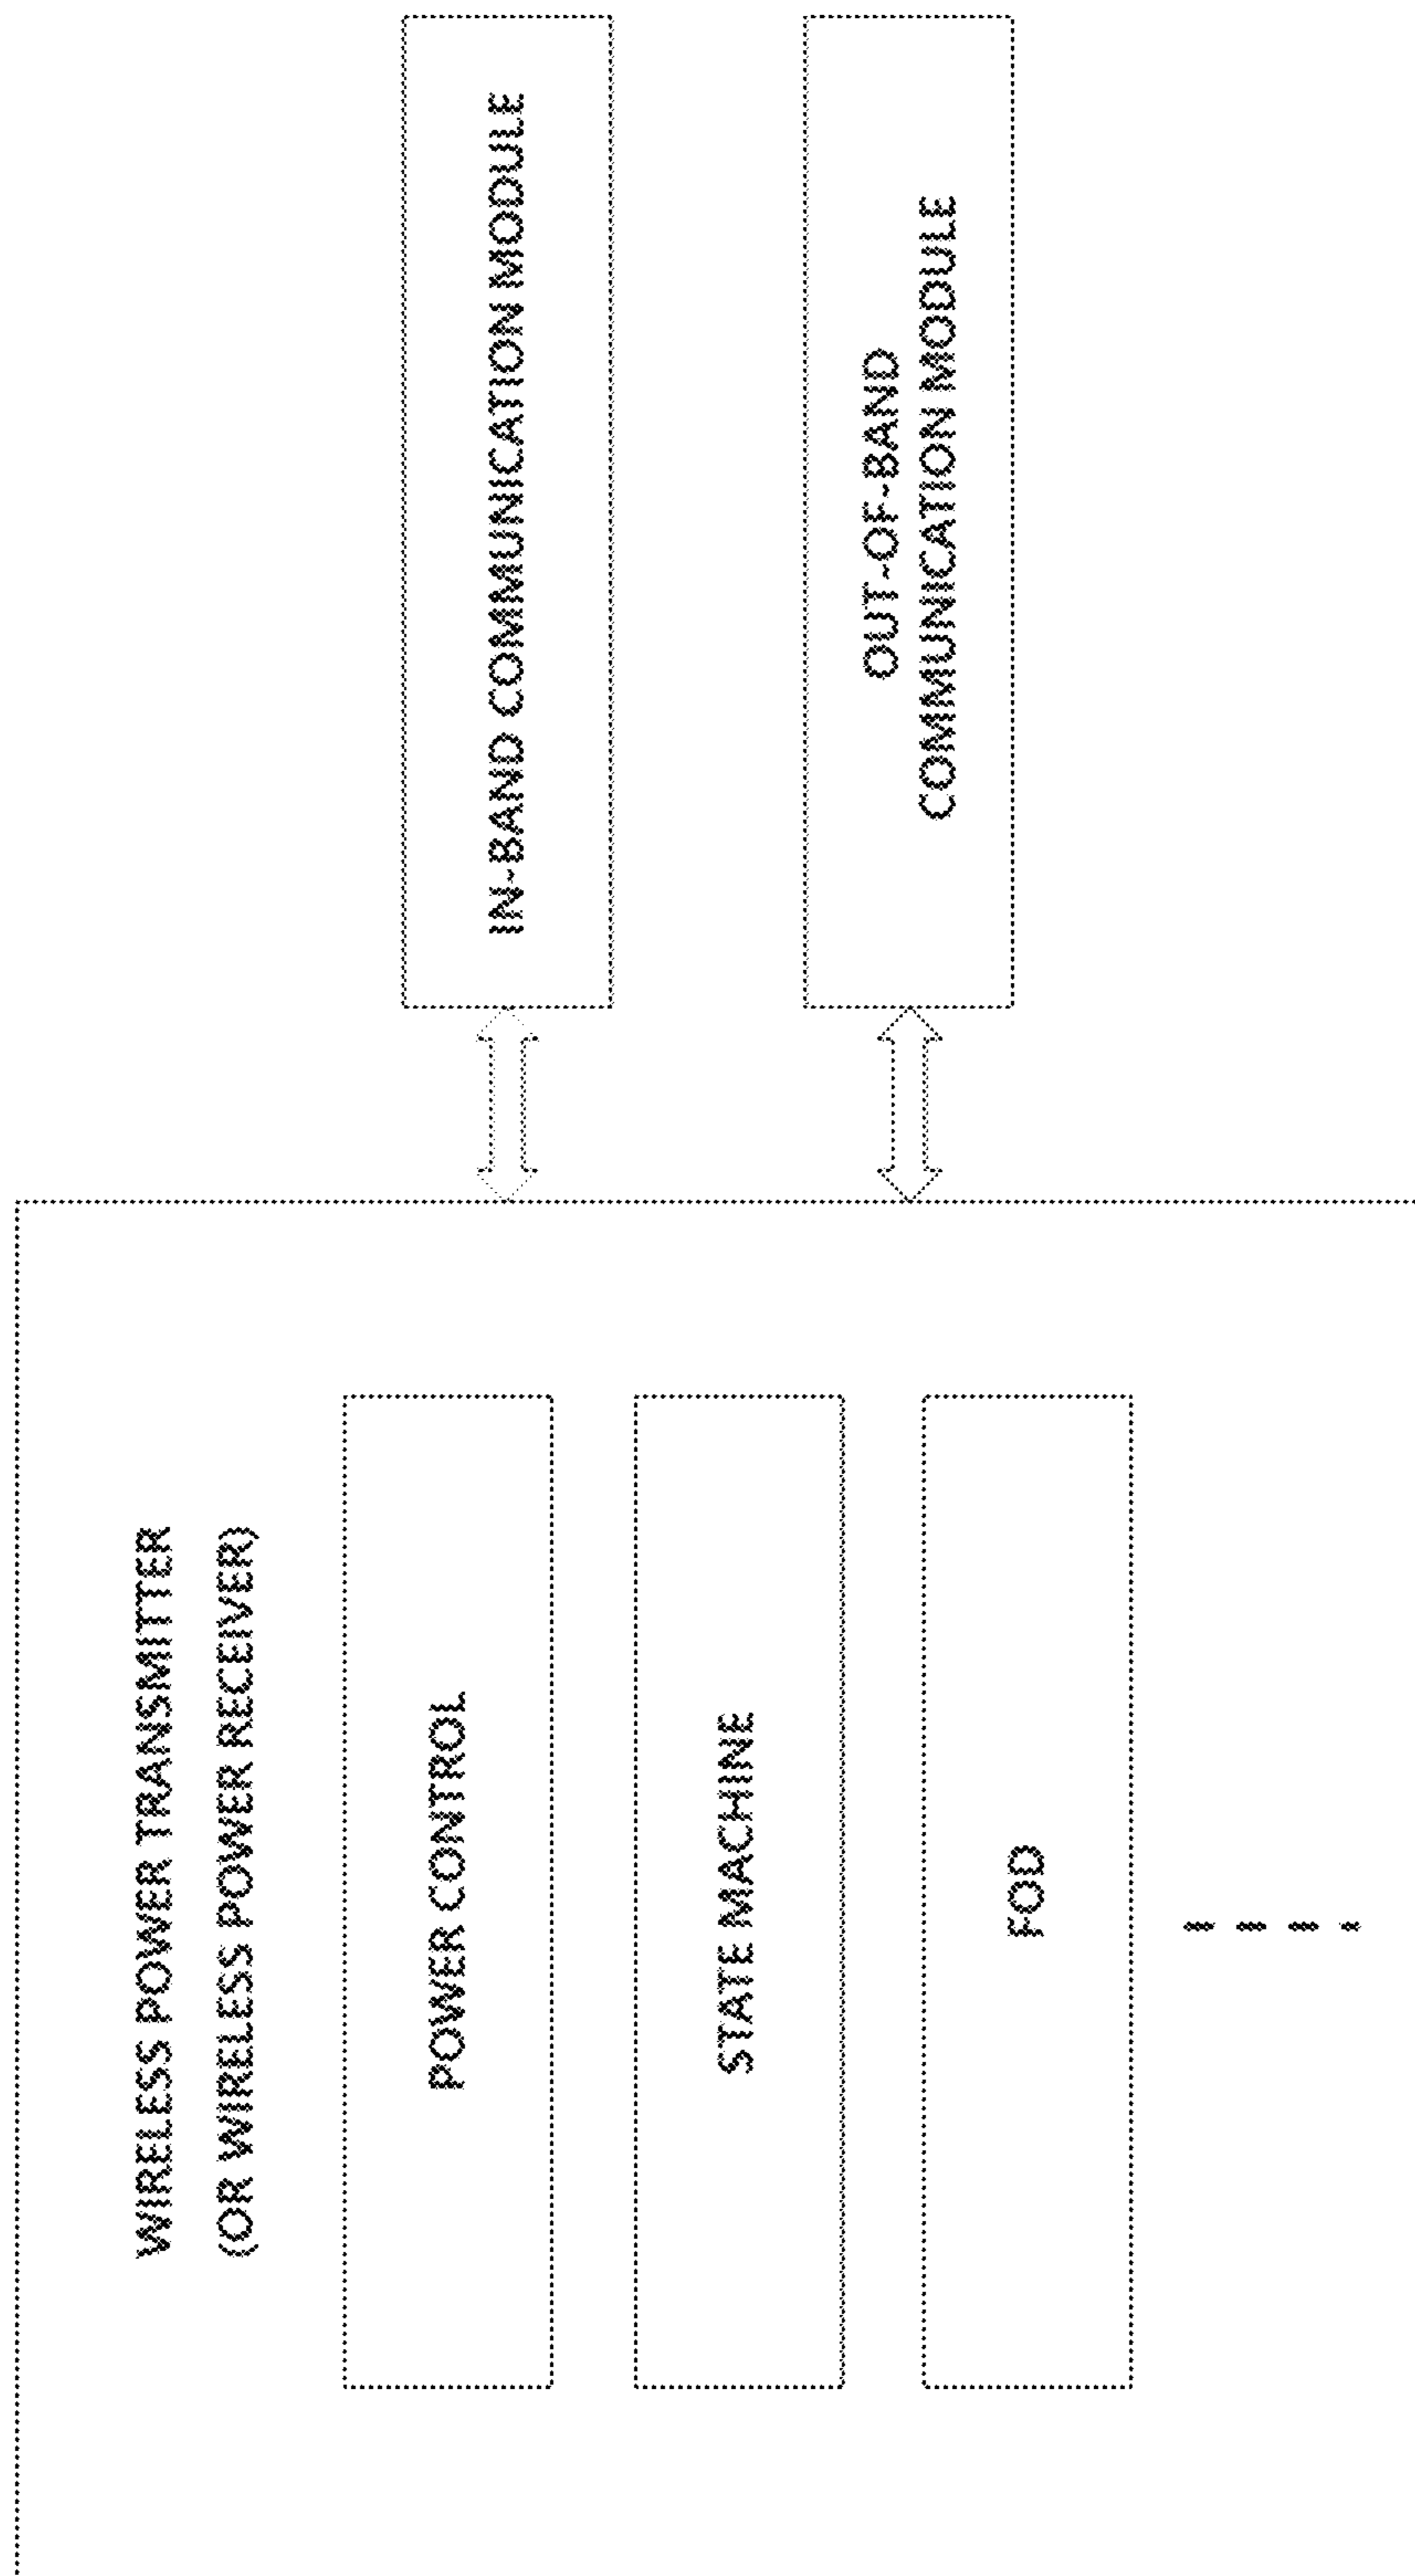 WIRELESS POWER TRANSMITTER
(OR WIRELESS POWER RECEIVER)
POWER CONTROL
STATE MACHINE
FOD
IN-BAND COMMUNICATION MODULE
OUT-OF-BAND
COMMUNICATION MODULE